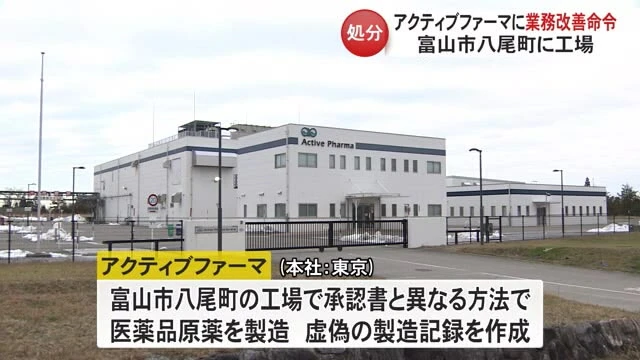 処分
アクティブファーマに業務改善命令
富山市八尾町に工場
Active Pharma
アクティブファーマ
(本社:東京)
富山市八尾町の工場で承認書と異なる方法で
医薬品原薬を製造 虚偽の製造記録を作成